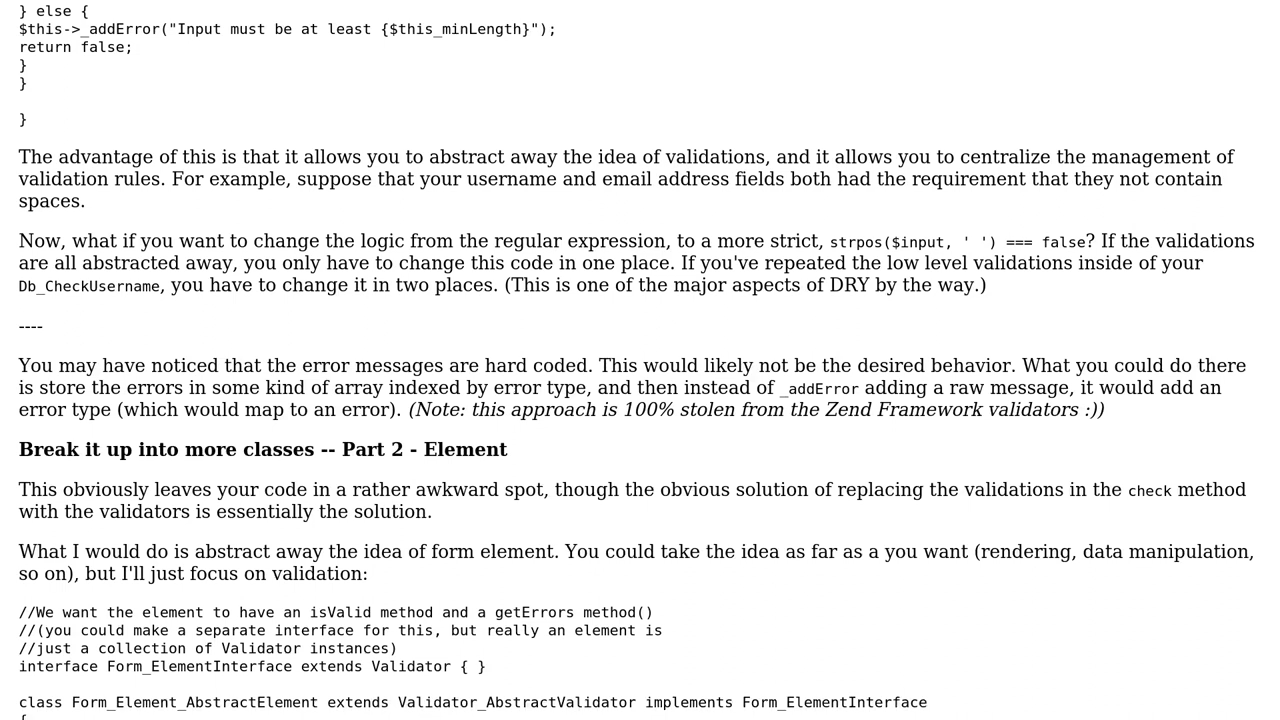 } else {
$this->_addError("Input must be at least {$this_minLength}");
return false;
}
}
}
The advantage of this is that it allows you to abstract away the idea of validations, and it allows you to centralize the management of
validation rules. For example, suppose that your username and email address fields both had the requirement that they not contain
spaces.
Now, what if you want to change the logic from the regular expression, to a more strict, strpos($input, ' ') === false? If the validations
are all abstracted away, you only have to change this code in one place. If you've repeated the low level validations inside of your
Db_CheckUsername, you have to change it in two places. (This is one of the major aspects of DRY by the way.)
----
You may have noticed that the error messages are hard coded. This would likely not be the desired behavior. What you could do there
is store the errors in some kind of array indexed by error type, and then instead of _addError adding a raw message, it would add an
error type (which would map to an error). (Note: this approach is 100% stolen from the Zend Framework validators :))
Break it up into more classes -- Part 2 - Element
This obviously leaves your code in a rather awkward spot, though the obvious solution of replacing the validations in the check method
with the validators is essentially the solution.
What I would do is abstract away the idea of form element. You could take the idea as far as a you want (rendering, data manipulation,
so on), but I'll just focus on validation:
//We want the element to have an isValid method and a getErrors method()
//(you could make a separate interface for this, but really an element is
//just a collection of Validator instances)
interface Form_ElementInterface extends Validator { }
class Form_Element_AbstractElement extends Validator_AbstractValidator implements Form_ElementInterface
{